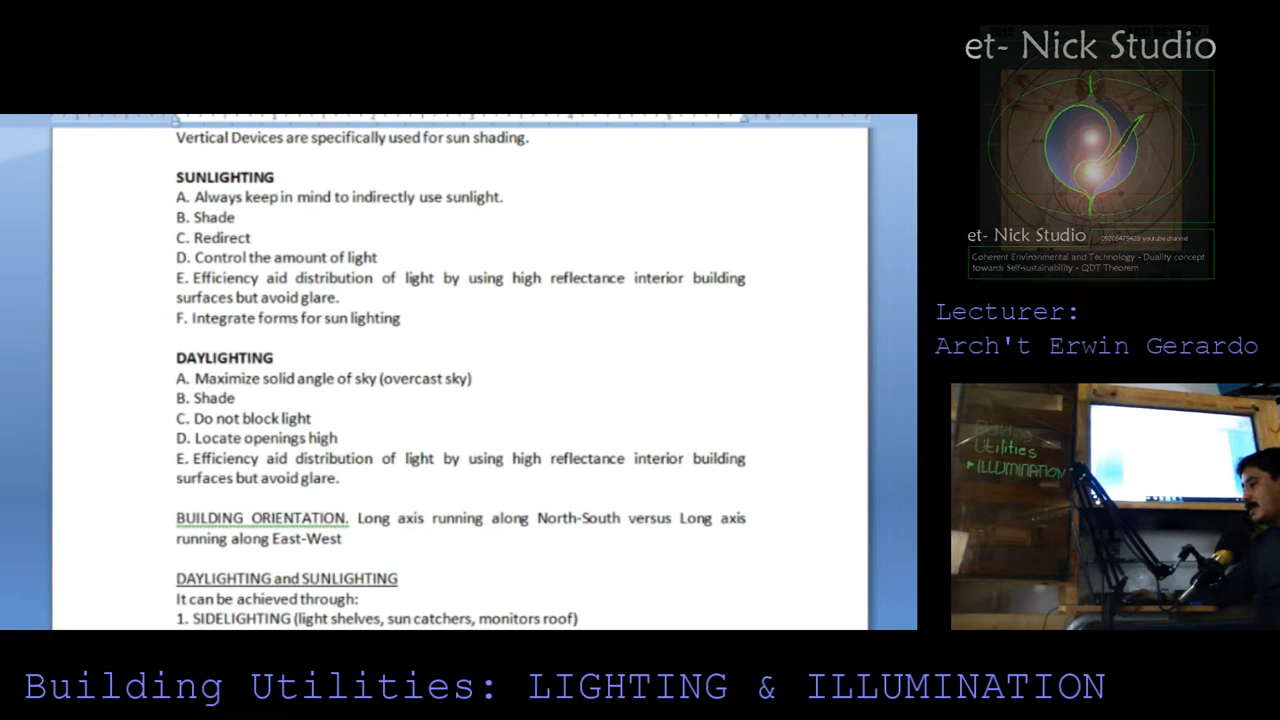 et- Nick Studio
Vertical Devices are specifically used for sun shading.
SUNLIGHTING
A. Always keep in mind to indirectly use sunlight.
B. Shade
C. Redirect
D. Control the amount of light
E. Efficiency aid distribution of light by using high reflectance interior building
surfaces but avoid glare.
F. Integrate forms for sun lighting
DAYLIGHTING
A. Maximize solid angle of sky (overcast sky)
B. Shade
C. Do not block light
D. Locate openings high
E. Efficiency aid distribution of light by using high reflectance interior building
surfaces but avoid glare.
BUILDING ORIENTATION. Long axis running along North-South versus Long axis
running along East-West
DAYLIGHTING and SUNLIGHTING
It can be achieved through:
1. SIDELIGHTING (light shelves, sun catchers, monitors roof)
et- Nick Studio
youtube channel
Coherent Environmental and Technology - Duality concept
towards Self-sustainability - QDT Theorem
Lecturer:
Arch't Erwin Gerardo
Building
Utilities
ILLUMINATION
Building Utilities: LIGHTING & ILLUMINATION